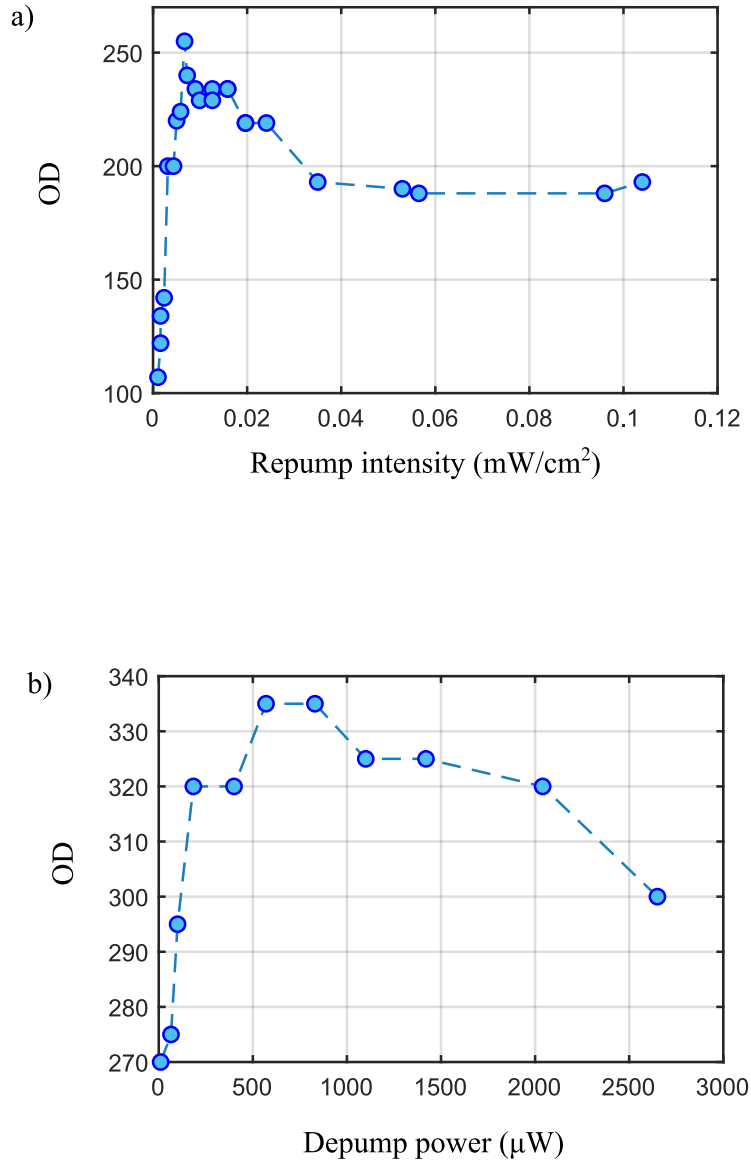 a)
250
200
150
100
OD
0 0.02 0.04 0.06 0.08 0.1 0.12
Repump intensity (mW/cm²)
b)
340
330
320
310
300
290
280
270
OD
0 500 1000 1500 2000 2500 3000
Depump power (μW)